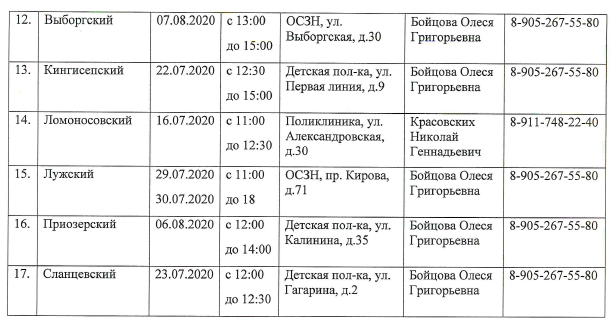 12. Выборгский 07.08.2020 с 13:00 ОСЗН, ул. Бойцова Олеся 8-905-267-55-80
до 15:00 Выборгская, д.30 Григорьевна
13. Кингисепский 22.07.2020 с 12:30 Детская пол-ка, ул. Бойцова Олеся 8-905-267-55-80
до 15:00 Первая линия, д.9 Григорьевна
14. Ломоносовский 16.07.2020 с 11:00 Поликлиника, ул. Красовских 8-911-748-22-40
до 12:30 Александровская, Николай
д.30 Геннадьевич
15. Лужский 29.07.2020 с 11:00 ОСЗН, пр. Кирова, Бойцова Олеся 8-905-267-55-80
30.07.2020 до 18 д.71 Григорьевна
16. Приозерский 06.08.2020 с 12:00 Детская пол-ка, ул. Бойцова Олеся 8-905-267-55-80
до 14:00 Калинина, д.35 Григорьевна
17. Сланцевский 23.07.2020 с 12:00 Детская пол-ка, ул. Бойцова Олеся 8-905-267-55-80
до 12:30 Гагарина, д.2 Григорьевна